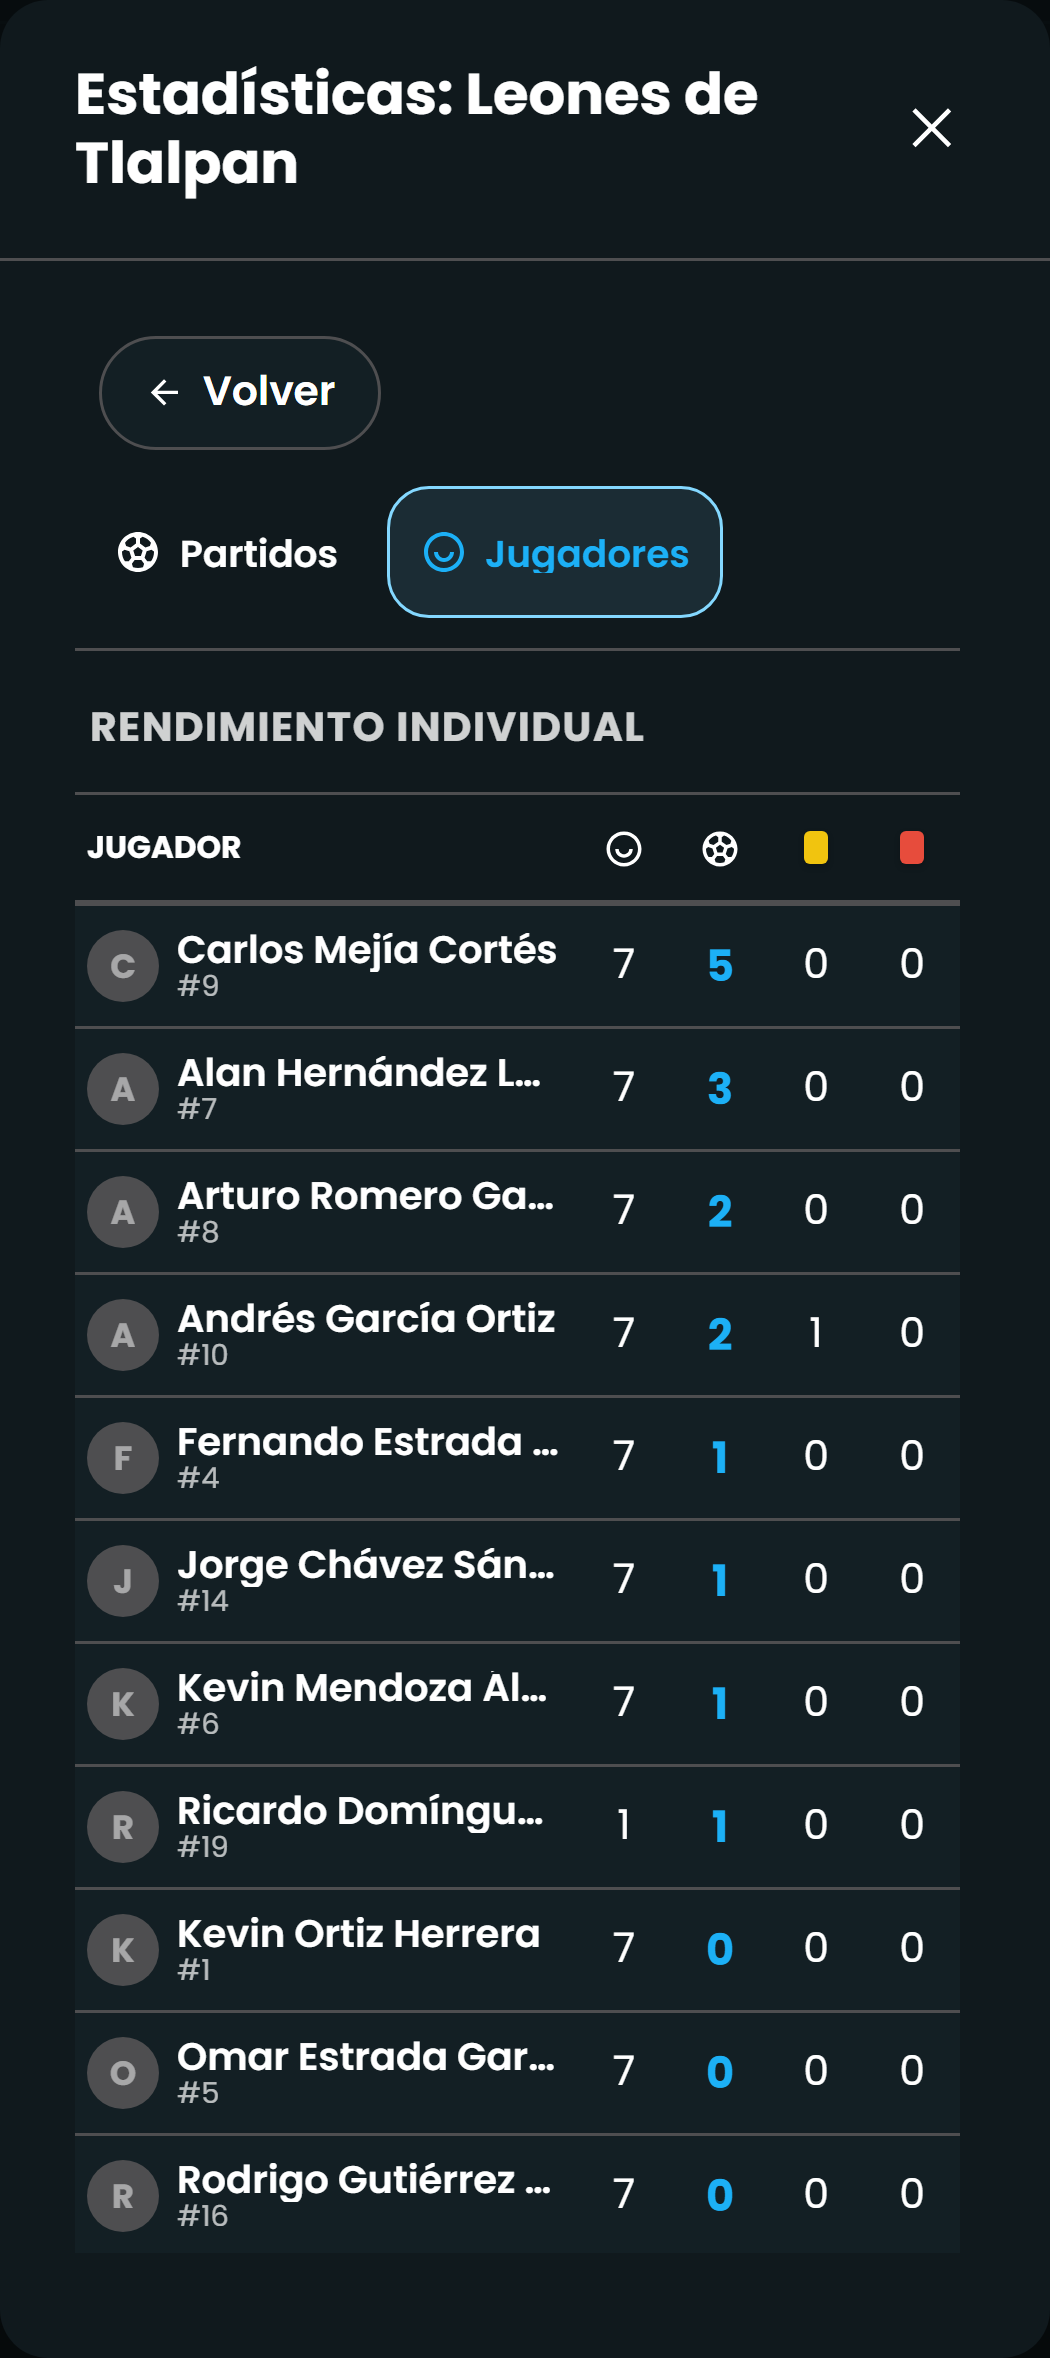 Estadísticas: Leones de
Tlalpan
Volver
Partidos
Jugadores
RENDIMIENTO INDIVIDUAL
JUGADOR
C Carlos Mejía Cortés 7 5 0 0
#9
A Alan Hernández L... 7 3 0 0
#7
A Arturo Romero Ga... 7 2 0 0
#8
A Andrés García Ortiz 7 2 1 0
#10
F Fernando Estrada ... 7 1 0 0
#4
J Jorge Chávez Sán... 7 1 0 0
#14
K Kevin Mendoza Ál... 7 1 0 0
#6
R Ricardo Domíngu... 1 1 0 0
#19
K Kevin Ortiz Herrera 7 0 0 0
#1
O Omar Estrada Gar... 7 0 0 0
#5
R Rodrigo Gutiérrez ... 7 0 0 0
#16